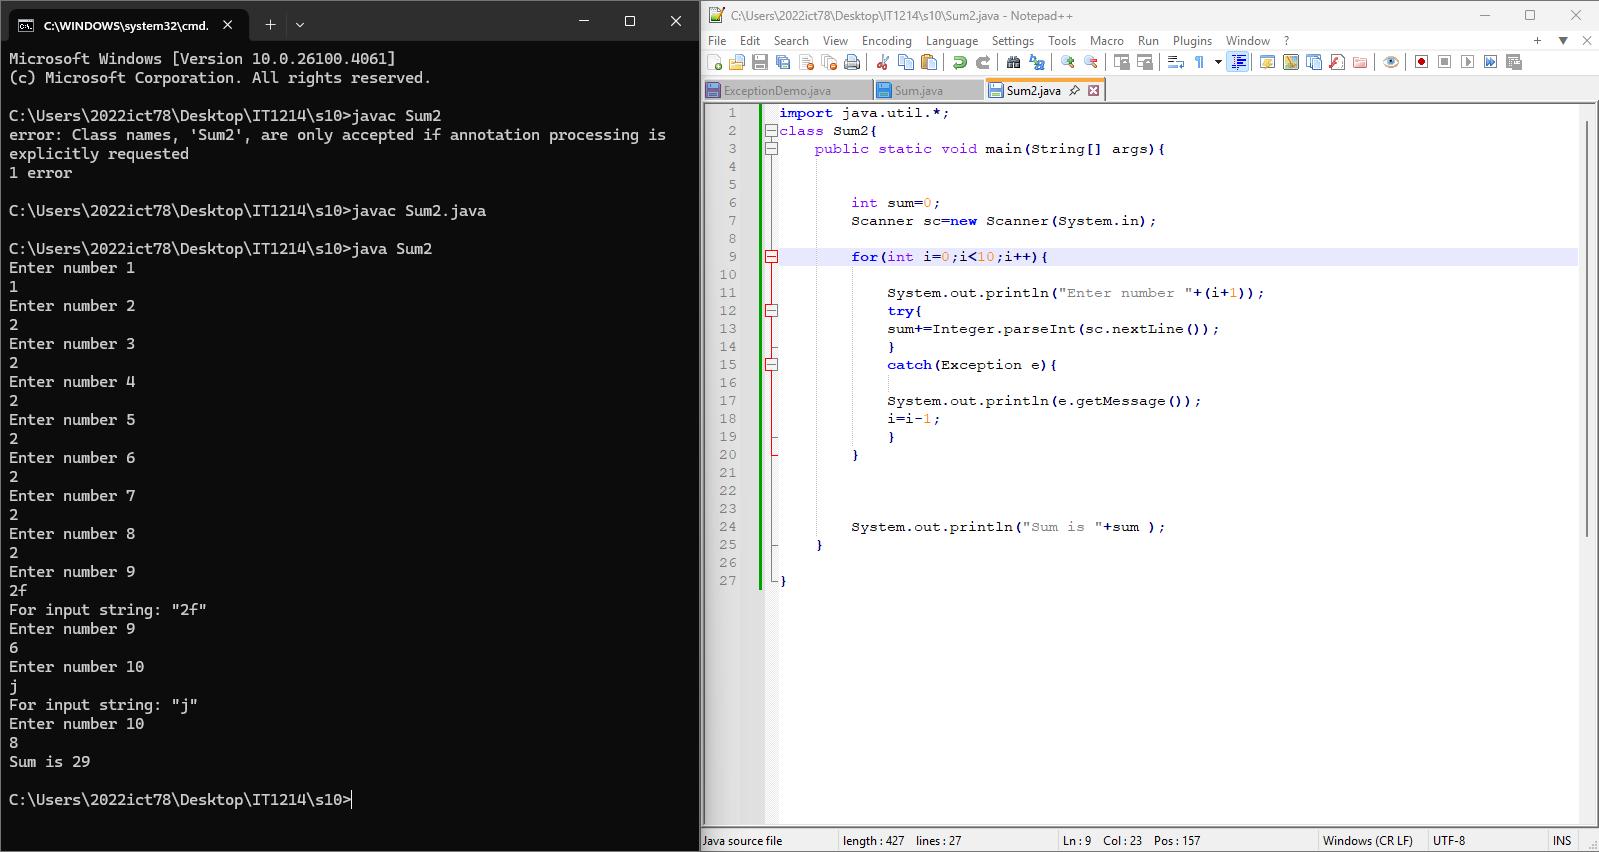 C:\WINDOWS\system32\cmd.
Microsoft Windows [Version 10.0.26100.4061]
(c) Microsoft Corporation. All rights reserved.
C:\Users\2022ict78\Desktop\IT1214\s10>javac Sum2
error: Class names, 'Sum2', are only accepted if annotation processing is
explicitly requested
1 error
C:\Users\2022ict78\Desktop\IT1214\s10>javac Sum2.java
C:\Users\2022ict78\Desktop\IT1214\s10>java Sum2
Enter number 1
1
Enter number 2
2
Enter number 3
2
Enter number 4
2
Enter number 5
2
Enter number 6
2
Enter number 7
2
Enter number 8
2
Enter number 9
2f
For input string: "2f"
Enter number 9
6
Enter number 10
j
For input string: "j"
Enter number 10
8
Sum is 29
C:\Users\2022ict78\Desktop\IT1214\s10>
C:\Users\2022ict78\Desktop\IT1214\s10\Sum2.java - Notepad++
File Edit Search View Encoding Language Settings Tools Macro Run Plugins Window ?
ExceptionDemo.java Sum.java Sum2.java
1 import java.util.*;
2 class Sum2{
3 public static void main(String[] args){
4
5
6 int sum=0;
7 Scanner sc=new Scanner(System.in);
8
9 for(int i=0;i<10;i++){
10
11 System.out.println("Enter number "+(i+1));
12 try{
13 sum+=Integer.parseInt(sc.nextLine());
14 }
15 catch(Exception e){
16
17 System.out.println(e.getMessage());
18 i=i-1;
19 }
20 }
21
22
23
24 System.out.println("Sum is "+sum );
25 }
26
27 }
Java source file length : 427 lines : 27 Ln : 9 Col : 23 Pos : 157 Windows (CR LF) UTF-8 INS